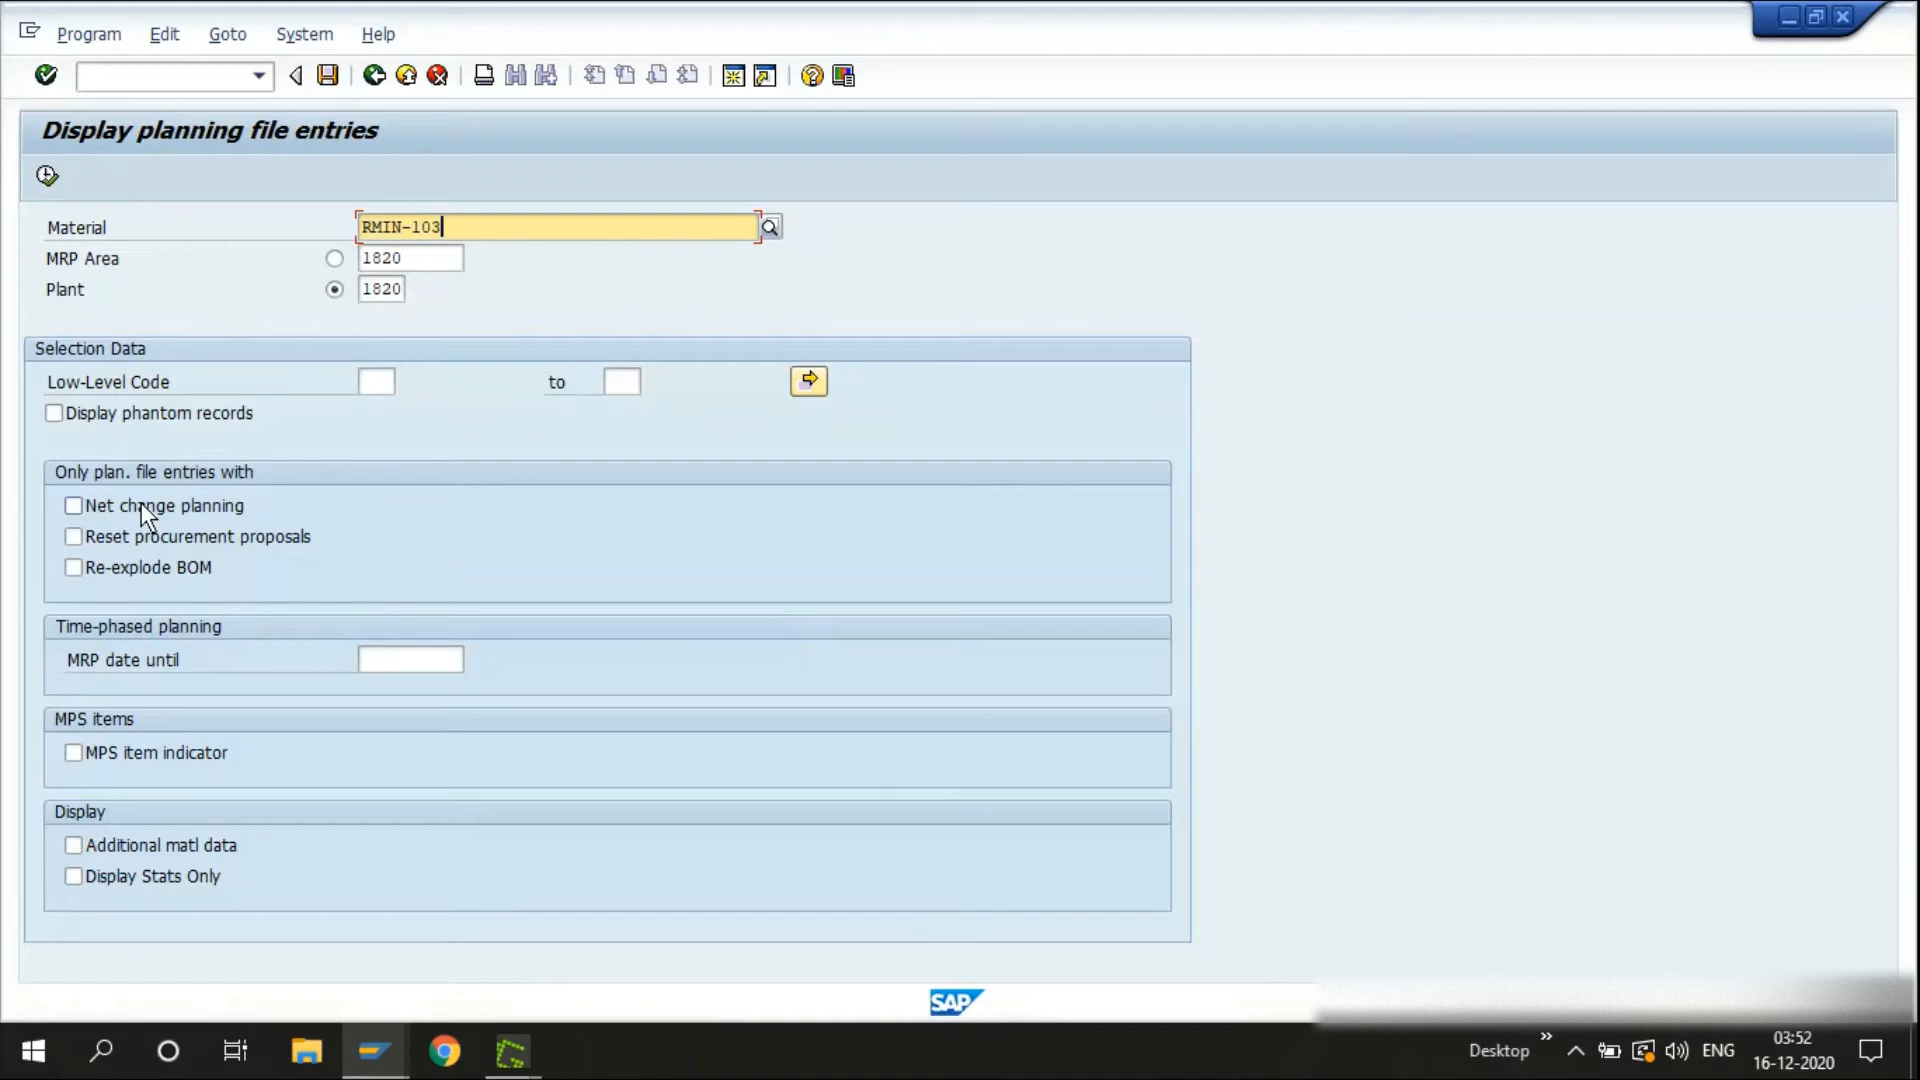 Program Edit Goto System Help
Display planning file entries
Material RMIN-103
MRP Area 1820
Plant 1820
Selection Data
Low-Level Code to
Display phantom records
Only plan. file entries with
Net change planning
Reset procurement proposals
Re-explode BOM
Time-phased planning
MRP date until
MPS items
MPS item indicator
Display
Additional matl data
Display Stats Only
SAP
Desktop » ENG 03:52
16-12-2020